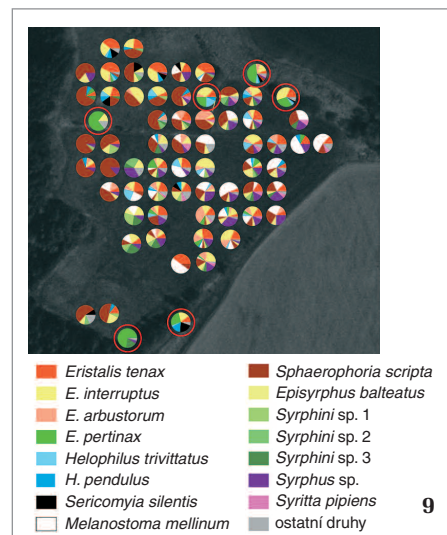 Eristalis tenax
E. interruptus
E. arbustorum
E. pertinax
Helophilus trivittatus
H. pendulus
Sericomyia silentis
Melanostoma mellinum
Sphaerophoria scripta
Episyrphus balteatus
Syrphini sp. 1
Syrphini sp. 2
Syrphini sp. 3
Syrphus sp.
Syritta pipiens
ostatní druhy
9